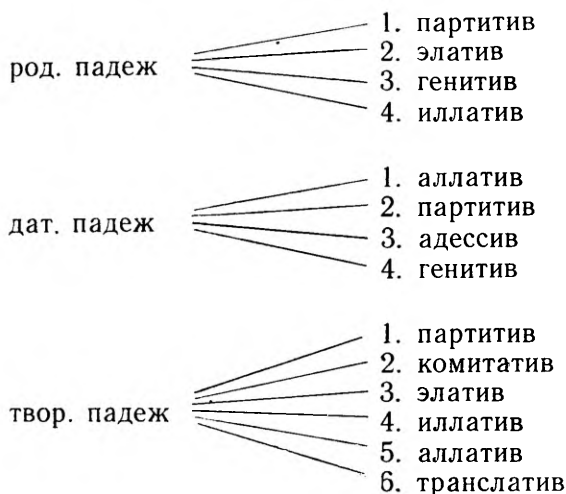 1. партитив
2. элатив
род. падеж
3. генитив
4. иллатив
1. аллатив
2. партитив
дат. падеж
3. адессив
4. генитив
1. партитив
2. комитатив
3. элатив
твор. падеж
4. иллатив
5. аллатив
6. транслатив